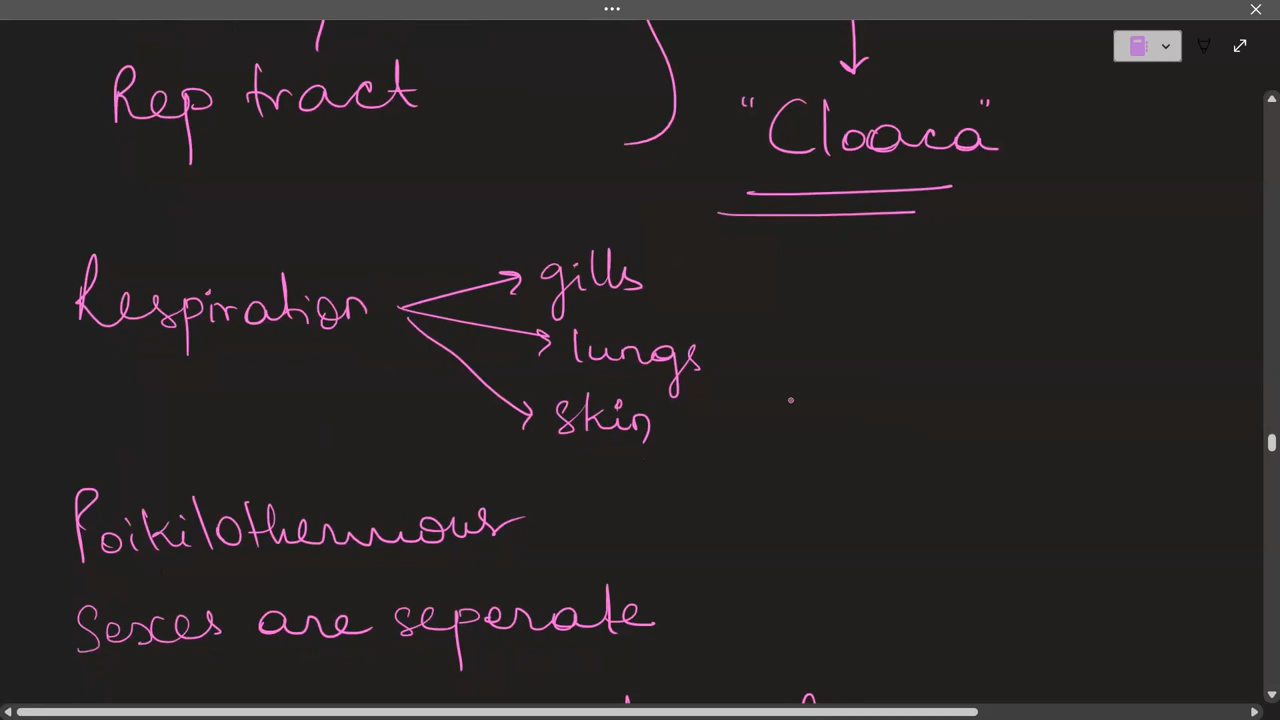 Rep tract
"Cloaca"
Respiration
gills
lungs
skin
Poikilothermous
Sexes are seperate